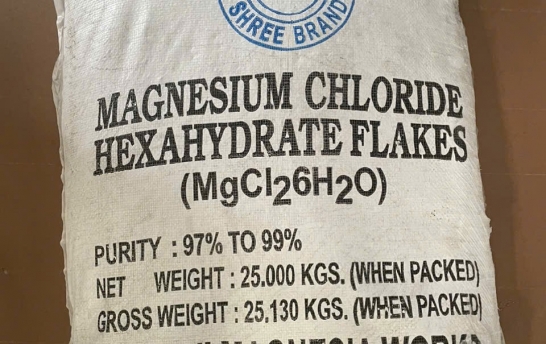 SHREE BRAND
MAGNESIUM CHLORIDE
HEXAHYDRATE FLAKES
(MgCl₂6H₂O)
PURITY : 97% TO 99%
NET WEIGHT : 25.000 KGS. (WHEN PACKED)
GROSS WEIGHT : 25.130 KGS. (WHEN PACKED)